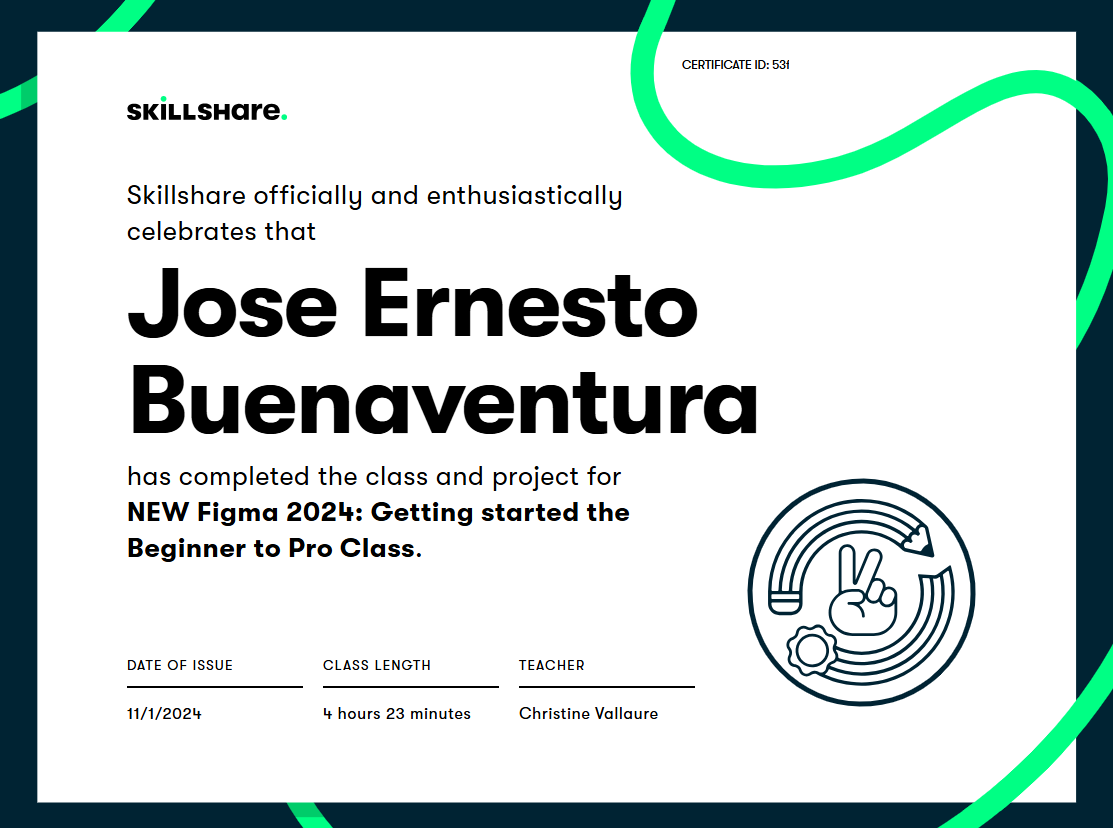 CERTIFICATE ID: 53f
SKILLSHare.
Skillshare officially and enthusiastically
celebrates that
Jose Ernesto
Buenaventura
has completed the class and project for
NEW Figma 2024: Getting started the
Beginner to Pro Class.
DATE OF ISSUE CLASS LENGTH TEACHER
11/1/2024 4 hours 23 minutes Christine Vallaure